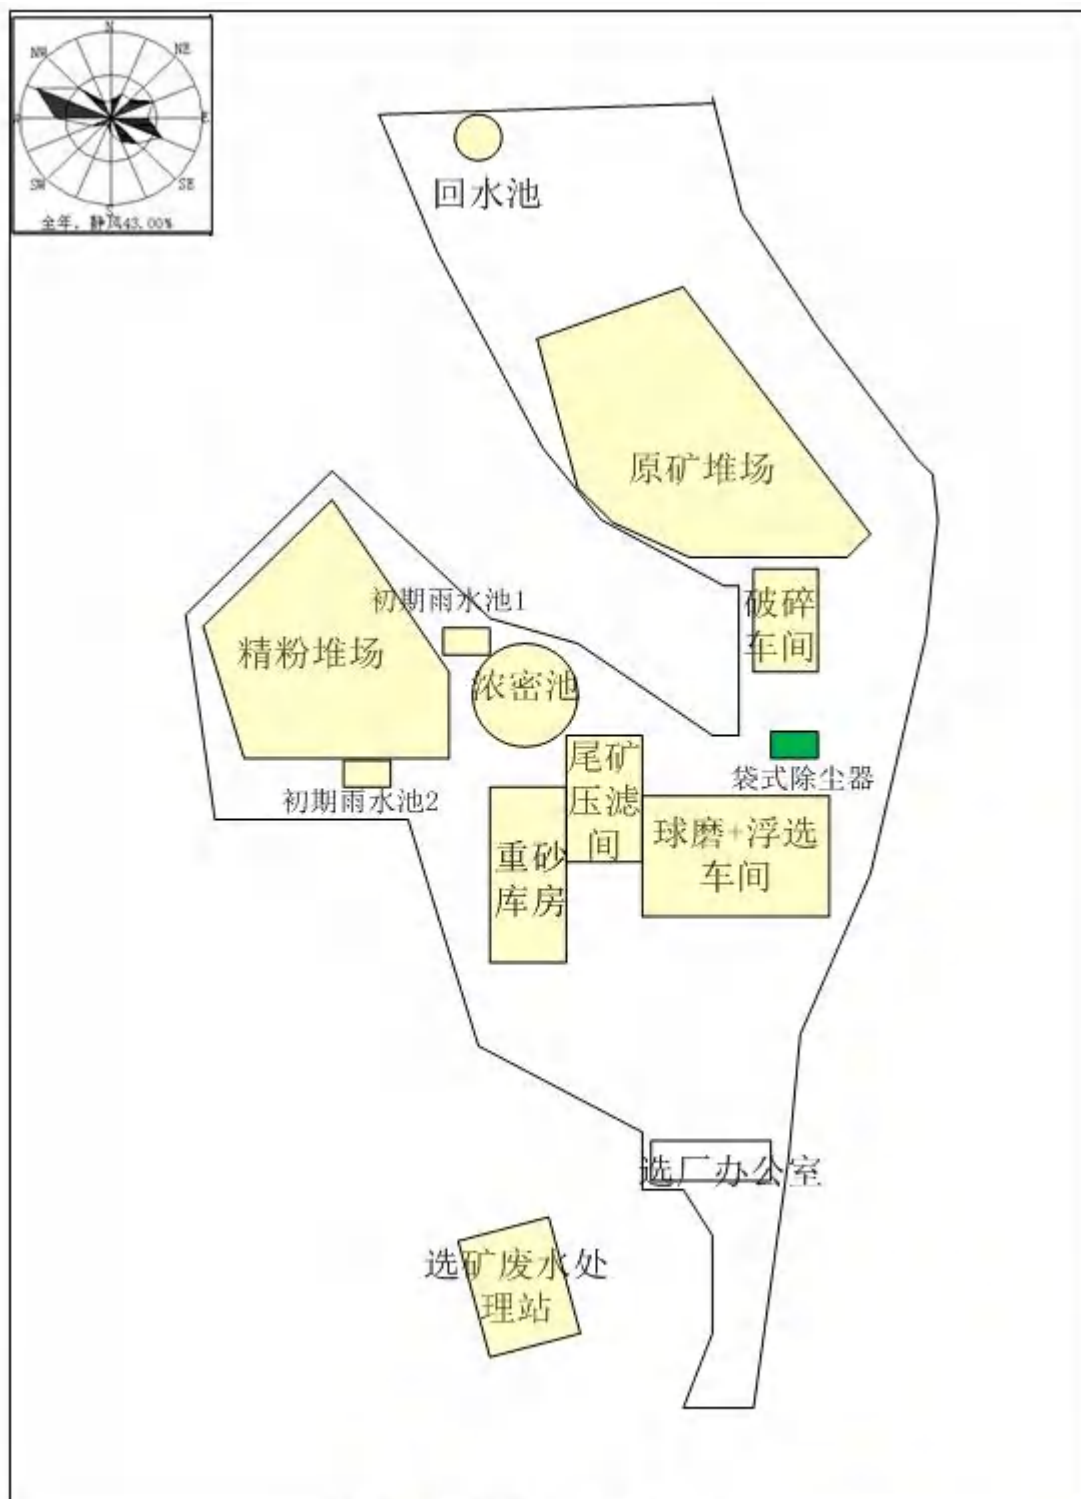 N
NW
NE
E
SW
SE
S
全年，静风43.00%
回水池
原矿堆场
初期雨水池1
破碎
车间
精粉堆场
浓密池
尾矿
压滤
间
袋式除尘器
初期雨水池2
球磨+浮选
车间
重砂
库房
选厂办公室
选矿废水处
理站